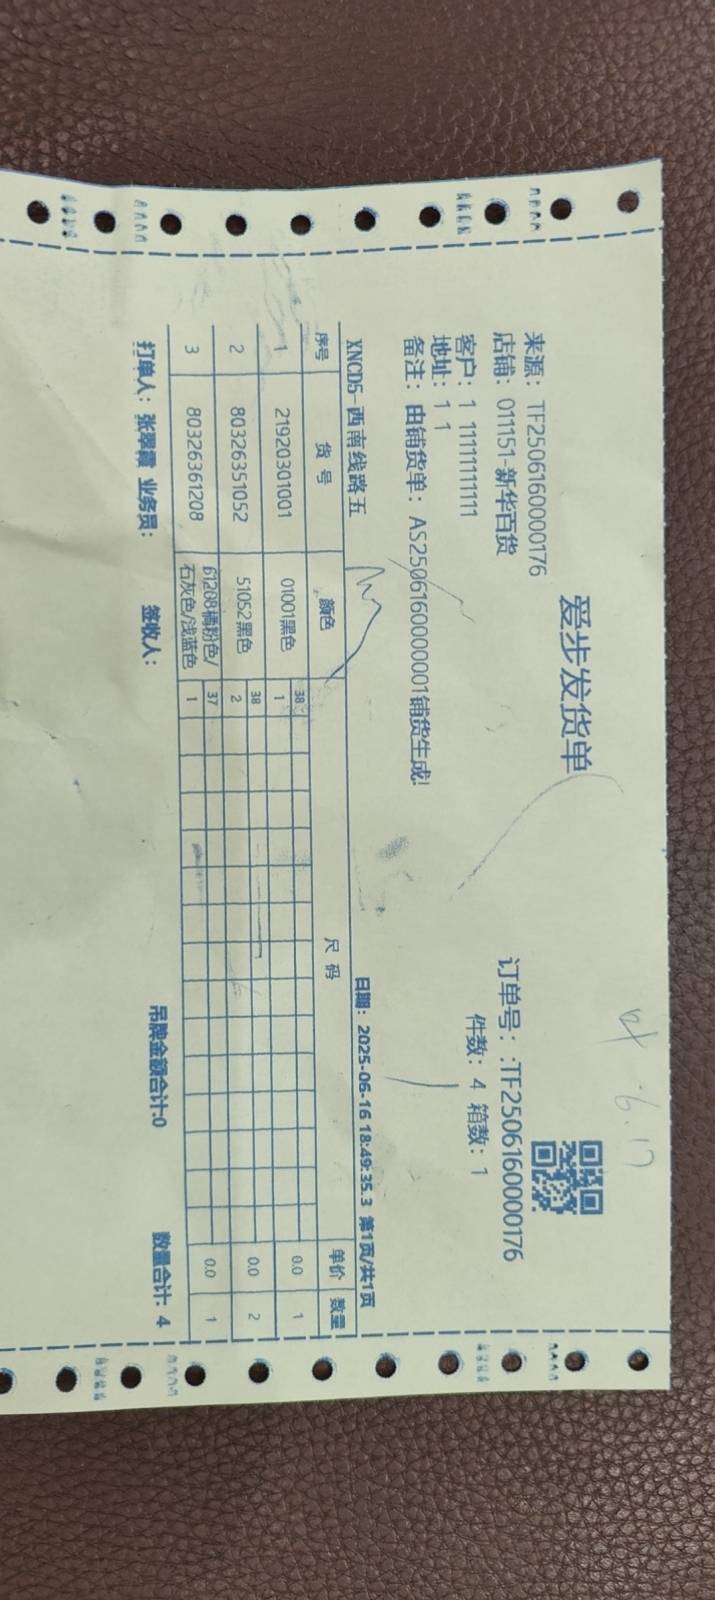 爱步发货单
6.17
来源：TF2506160000176
订单号：:TF2506160000176
店铺：011151-新华百货
件数：4 箱数：1
客户：1 11111111111
地址：1 1
备注：由铺货单：AS2506160000001铺货生成!
XNCD5-西南线路五 日期：2025-06-16 18:49:35.3 第1页/共1页
序号 货号 颜色 尺码 单价 数量
38
1 21920301001 01001黑色 1 0.0 1
38
2 80326351052 51052黑色 2 0.0 2
37
3 80326361208 61208橘粉色/石灰色/浅蓝色 1 0.0 1
打单人：张翠霞 业务员： 签收人： 吊牌金额合计:0 数量合计：4